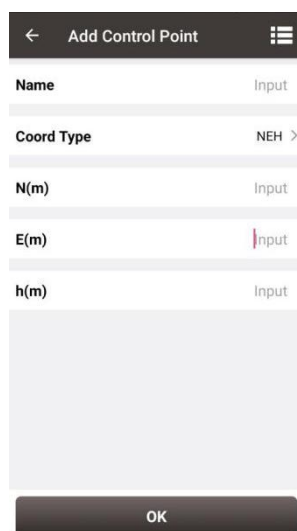 Add Control Point
Name Input
Coord Type NEH >
N(m) Input
E(m) Input
h(m) Input
OK